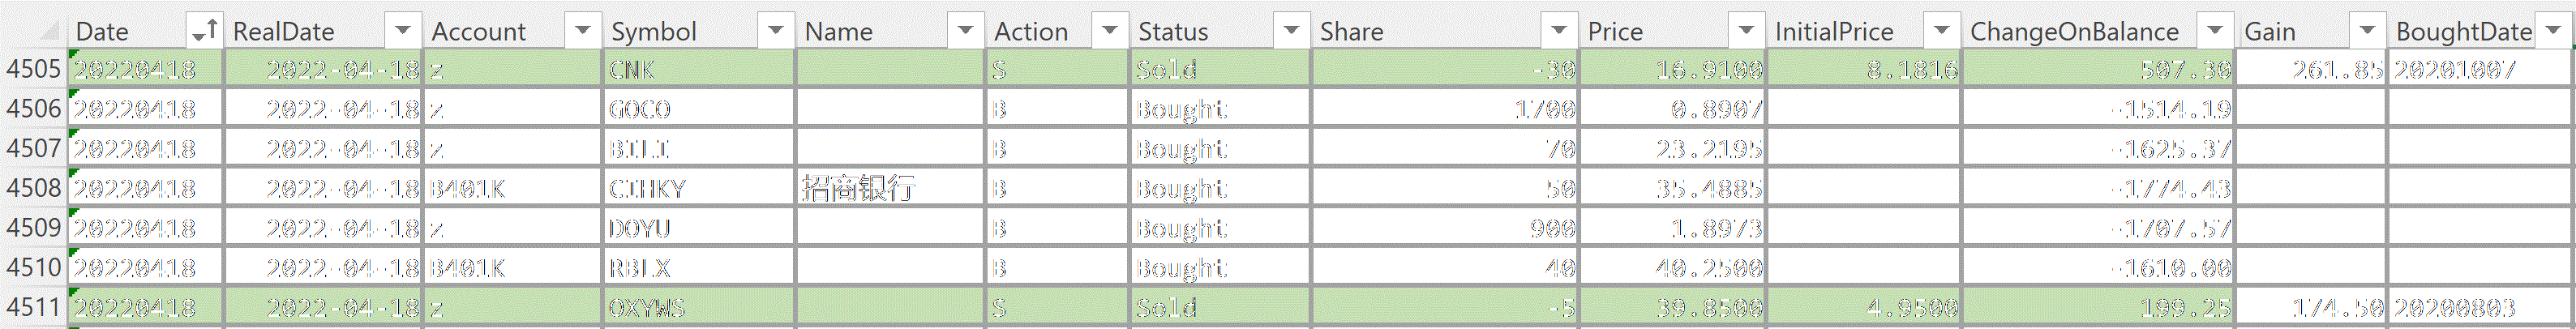 Date RealDate Account Symbol Name Action Status Share Price InitialPrice ChangeOnBalance Gain BoughtDate
4505 20220418 2022-04-18 z CNK S Sold -30 16.9100 8.1816 507.30 261.85 20201007
4506 20220418 2022-04-18 z GOCO B Bought 1700 0.8907 -1514.19
4507 20220418 2022-04-18 z BILI B Bought 70 23.2195 -1625.37
4508 20220418 2022-04-18 B401K CIHKY 招商银行 B Bought 50 35.4885 -1774.43
4509 20220418 2022-04-18 z DOYU B Bought 900 1.8973 -1707.57
4510 20220418 2022-04-18 B401K RBLX B Bought 40 40.2500 -1610.00
4511 20220418 2022-04-18 z OXYWS S Sold -5 39.8500 4.9500 199.25 174.50 20200803